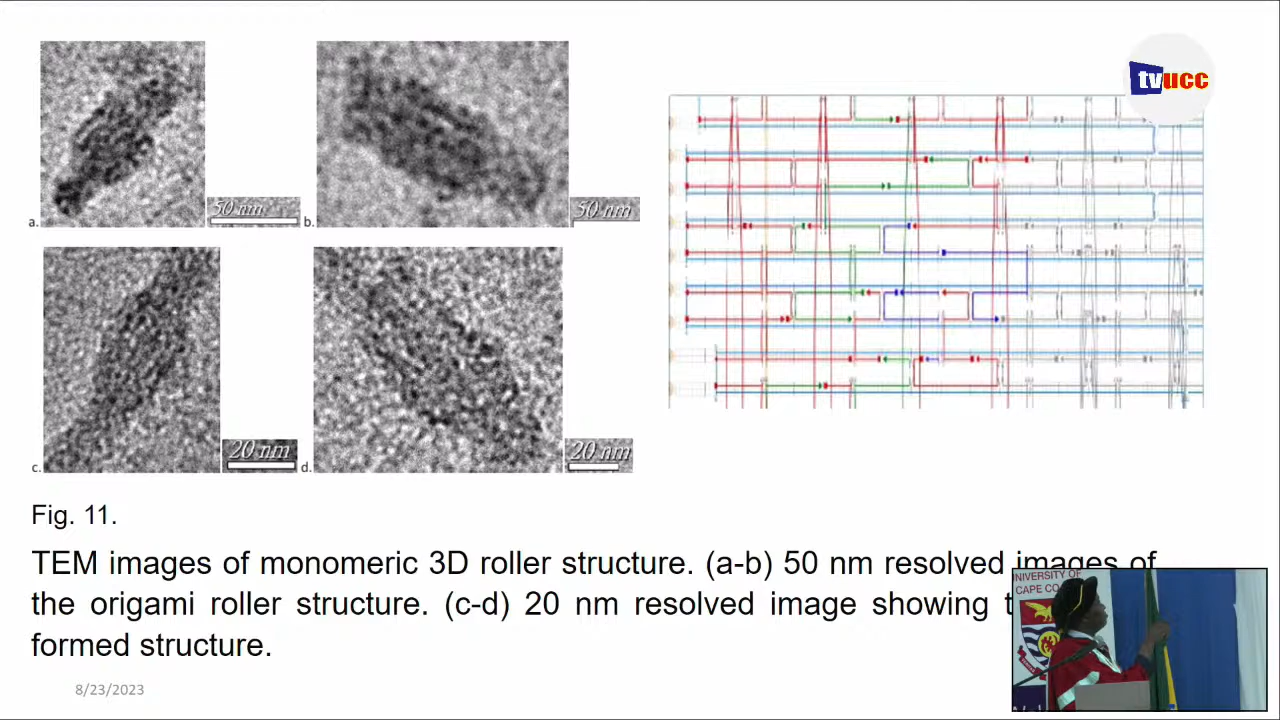 tvucc
50 nm
50 nm
a.
b.
20 nm
20 nm
c.
d.
Fig. 11.
TEM images of monomeric 3D roller structure. (a-b) 50 nm resolved images of
the origami roller structure. (c-d) 20 nm resolved image showing
formed structure.
UNIVERSITY OF
CAPE CO
8/23/2023